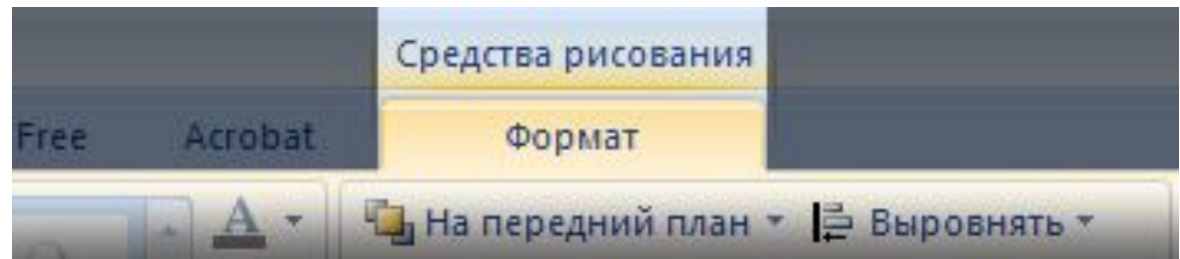 Средства рисования
Free Acrobat Формат
А На передний план Выровнять